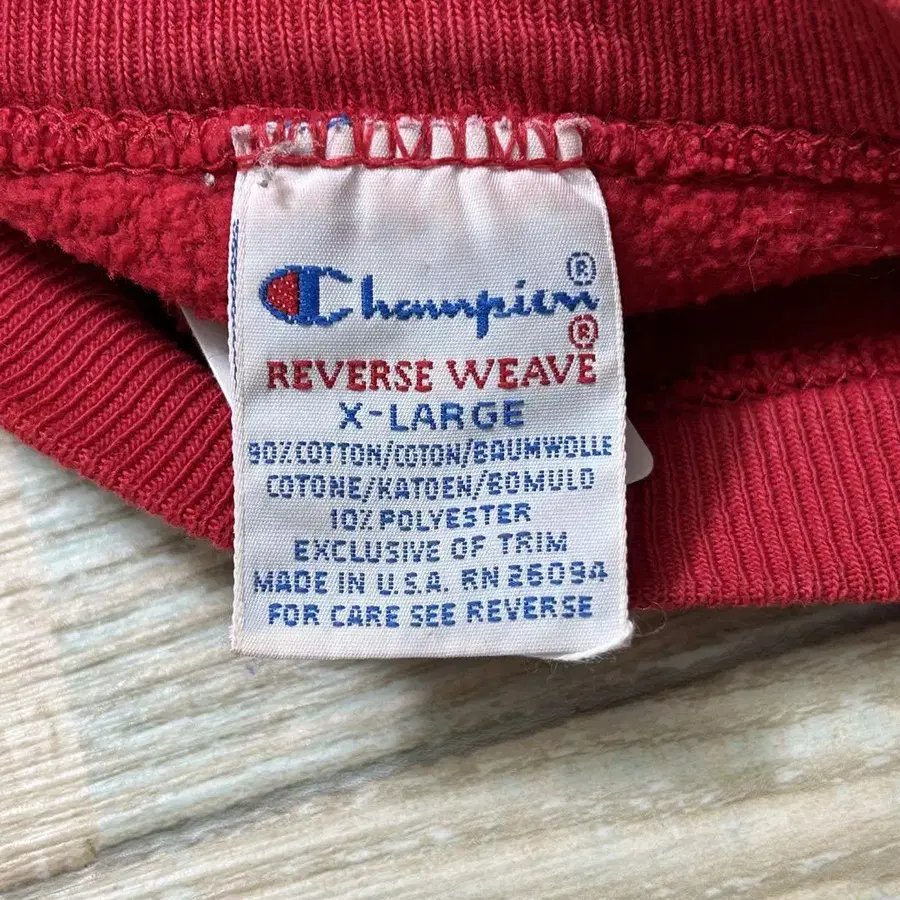 Champion®
®
REVERSE WEAVE
X-LARGE
90% COTTON/COTON/BAUMWOLLE
COTONE/KATOEN/BOMULD
10% POLYESTER
EXCLUSIVE OF TRIM
MADE IN U.S.A. RN 26094
FOR CARE SEE REVERSE